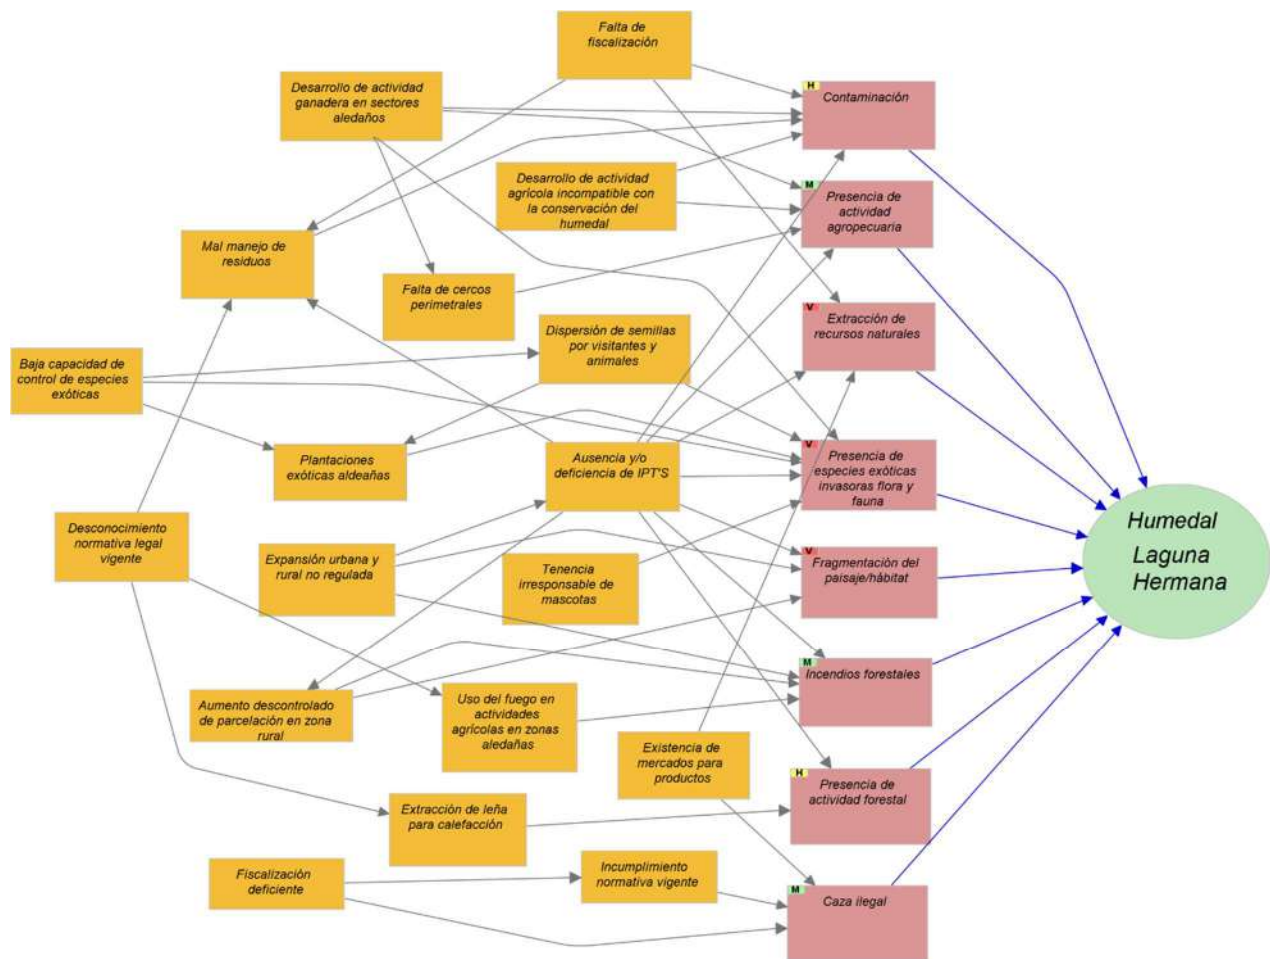 Falta de
fiscalización
Desarrollo de actividad
ganadera en sectores
aledaños
H
Contaminación
Desarrollo de actividad
agrícola incompatible con
la conservación del
humedal
M
Presencia de
actividad
agropecuaria
Mal manejo de
residuos
Falta de cercos
perimetrales
V
Extracción de
recursos naturales
Dispersión de semillas
por visitantes y
animales
Baja capacidad de
control de especies
exóticas
Plantaciones
exóticas aldeañas
Ausencia y/o
deficiencia de IPT'S
V
Presencia de
especies exóticas
invasoras flora y
fauna
Humedal
Laguna
Hermana
Desconocimiento
normativa legal
vigente
Expansión urbana y
rural no regulada
Tenencia
irresponsable de
mascotas
V
Fragmentación del
paisaje/hábitat
M
Incendios forestales
Aumento descontrolado
de parcelación en zona
rural
Uso del fuego en
actividades
agrícolas en zonas
aledañas
Existencia de
mercados para
productos
H
Presencia de
actividad forestal
Extracción de leña
para calefacción
Fiscalización
deficiente
Incumplimiento
normativa vigente
M
Caza ilegal